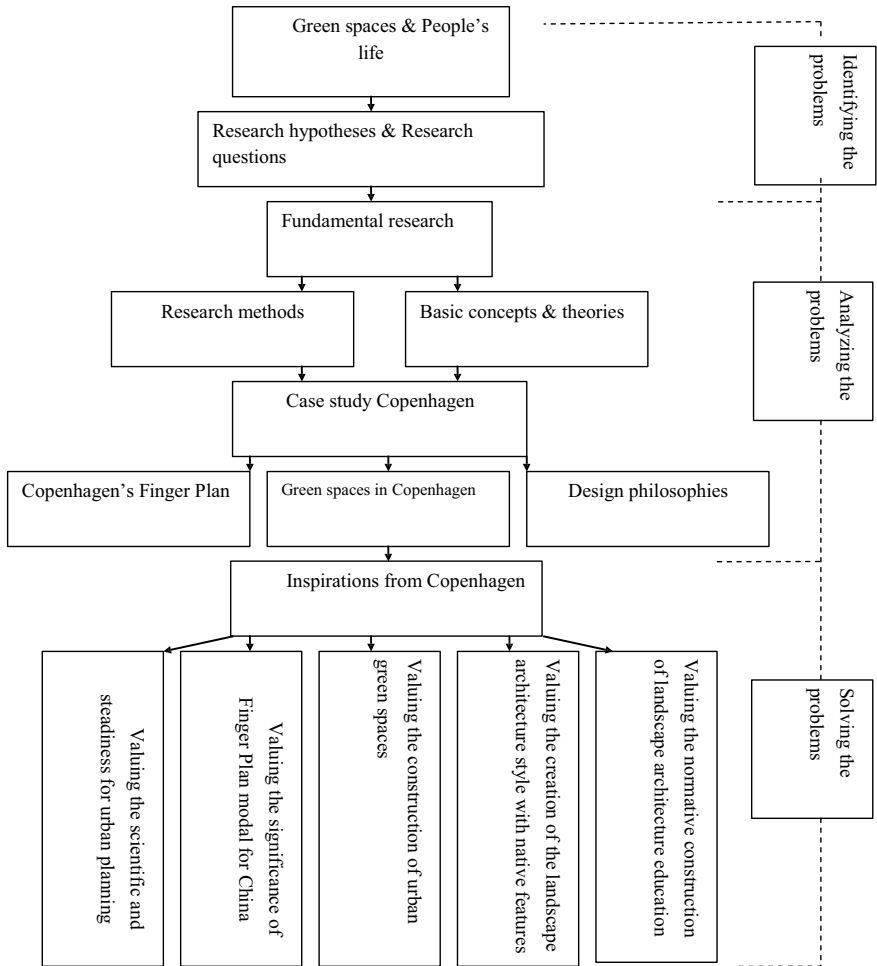 Green spaces & People’s
life
Research hypotheses & Research
questions
Fundamental research
Research methods
Basic concepts & theories
Case study Copenhagen
Copenhagen’s Finger Plan
Green spaces in Copenhagen
Design philosophies
Inspirations from Copenhagen
Valuing the scientific and
steadiness for urban planning
Valuing the significance of
Finger Plan modal for China
Valuing the construction of urban
green spaces
Valuing the creation of the landscape
architecture style with native features
Valuing the normative construction
of landscape architecture education
Identifying the
problems
Analyzing the
problems
Solving the
problems